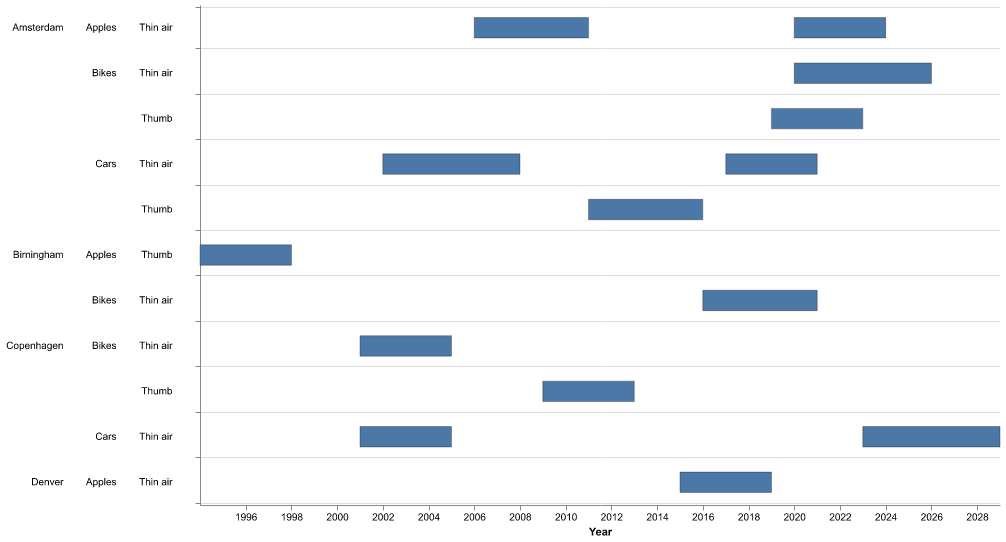 Amsterdam Apples Thin air
Bikes Thin air
Thumb
Cars Thin air
Thumb
Birningham Apples Thumb
Bikes Thin air
Copenhagen Bikes Thin air
Thumb
Cars Thin air
Denver Apples Thin air
1996 1998 2000 2002 2004 2006 2008 2010 2012 2014 2016 2018 2020 2022 2024 2026 2028
Year